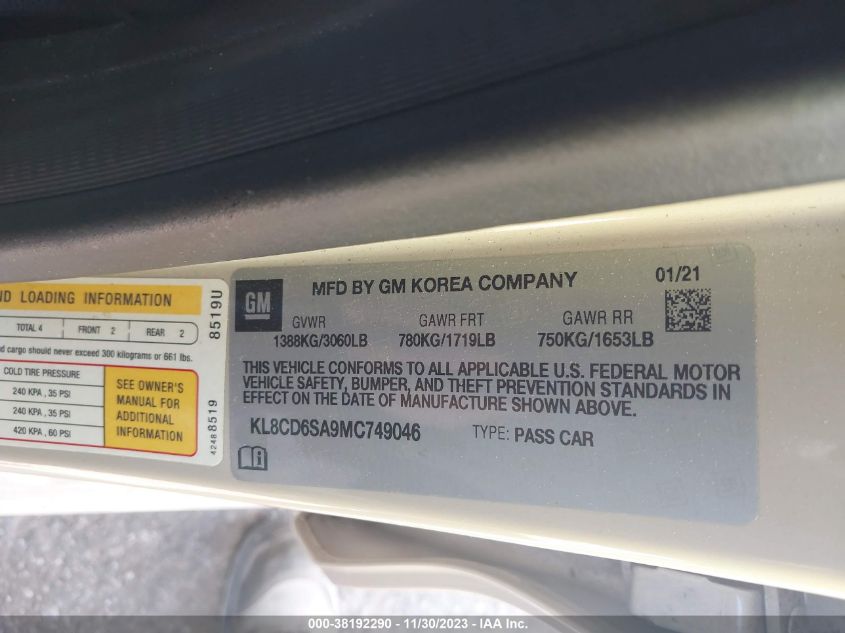 ND LOADING INFORMATION
TOTAL 4 FRONT 2 REAR 2
d cargo should never exceed 300 kilograms or 661 lbs.
COLD TIRE PRESSURE
240 KPA , 35 PSI
240 KPA , 35 PSI
420 KPA , 60 PSI
SEE OWNER'S
MANUAL FOR
ADDITIONAL
INFORMATION
8519U
42488519
GM
MFD BY GM KOREA COMPANY
01/21
GVWR GAWR FRT GAWR RR
1388KG/3060LB 780KG/1719LB 750KG/1653LB
THIS VEHICLE CONFORMS TO ALL APPLICABLE U.S. FEDERAL MOTOR
VEHICLE SAFETY, BUMPER, AND THEFT PREVENTION STANDARDS IN
EFFECT ON THE DATE OF MANUFACTURE SHOWN ABOVE.
KL8CD6SA9MC749046 TYPE: PASS CAR
000-38192290 - 11/30/2023 - IAA Inc.